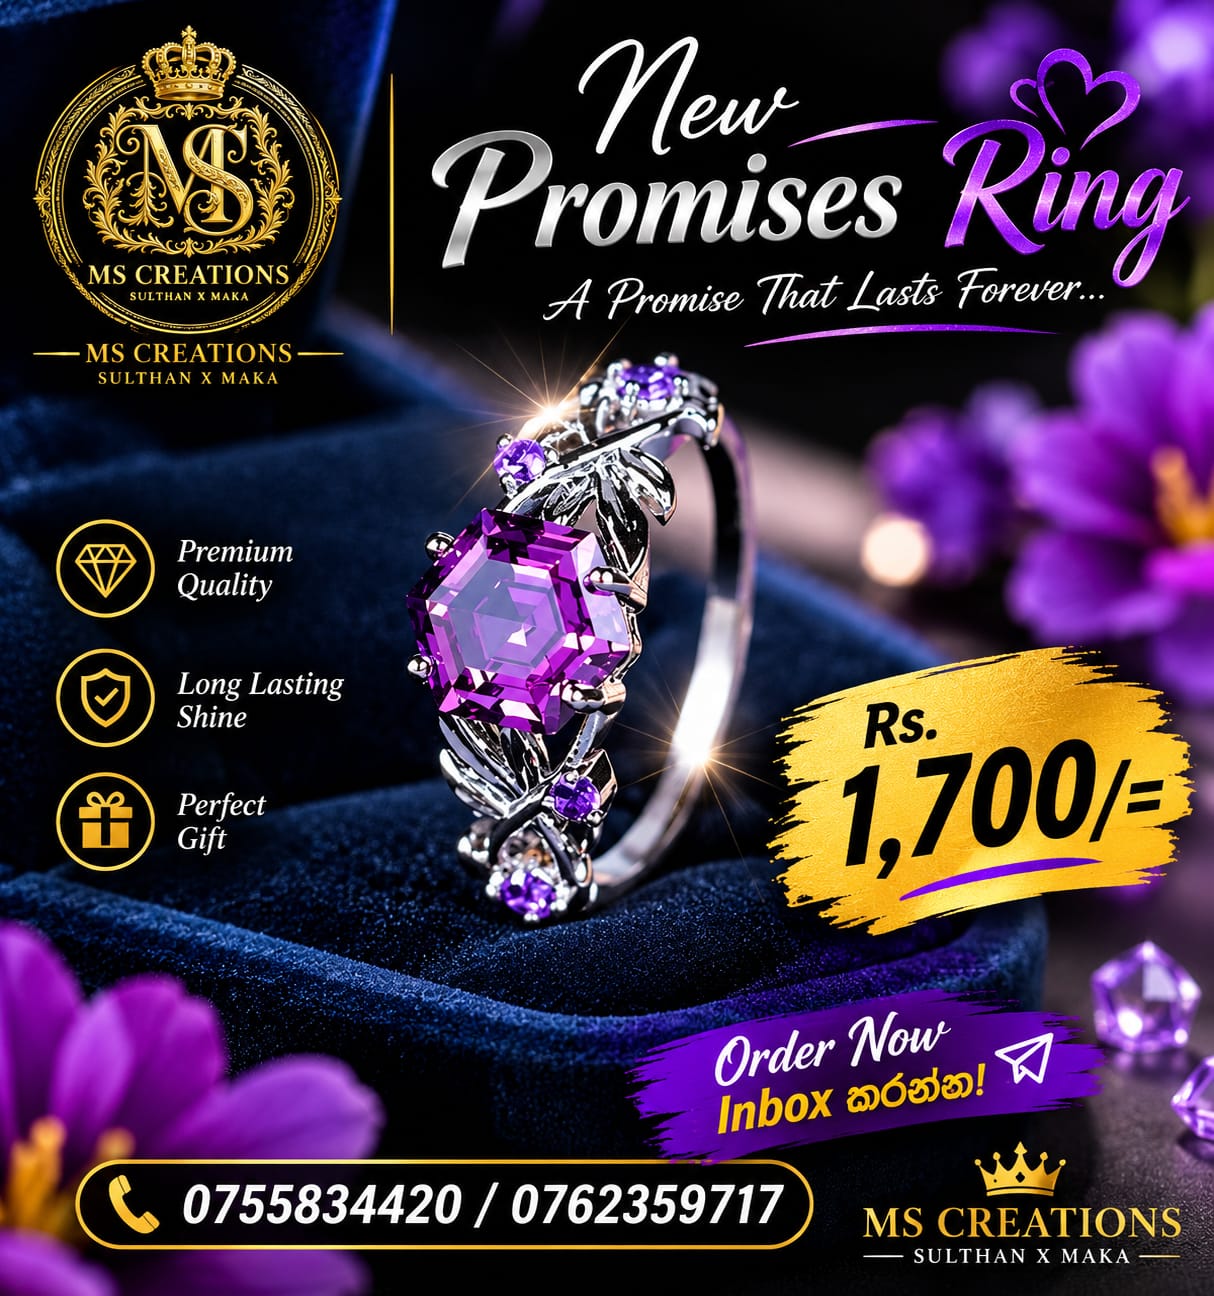 MS
MS CREATIONS
SULTHAN X MAKA
MS CREATIONS
SULTHAN X MAKA
New
Promises Ring
A Promise That Lasts Forever...
Premium
Quality
Long Lasting
Shine
Perfect
Gift
Rs.
1,700/=
Order Now
Inbox කරන්න!
0755834420 / 0762359717
MS CREATIONS
SULTHAN X MAKA